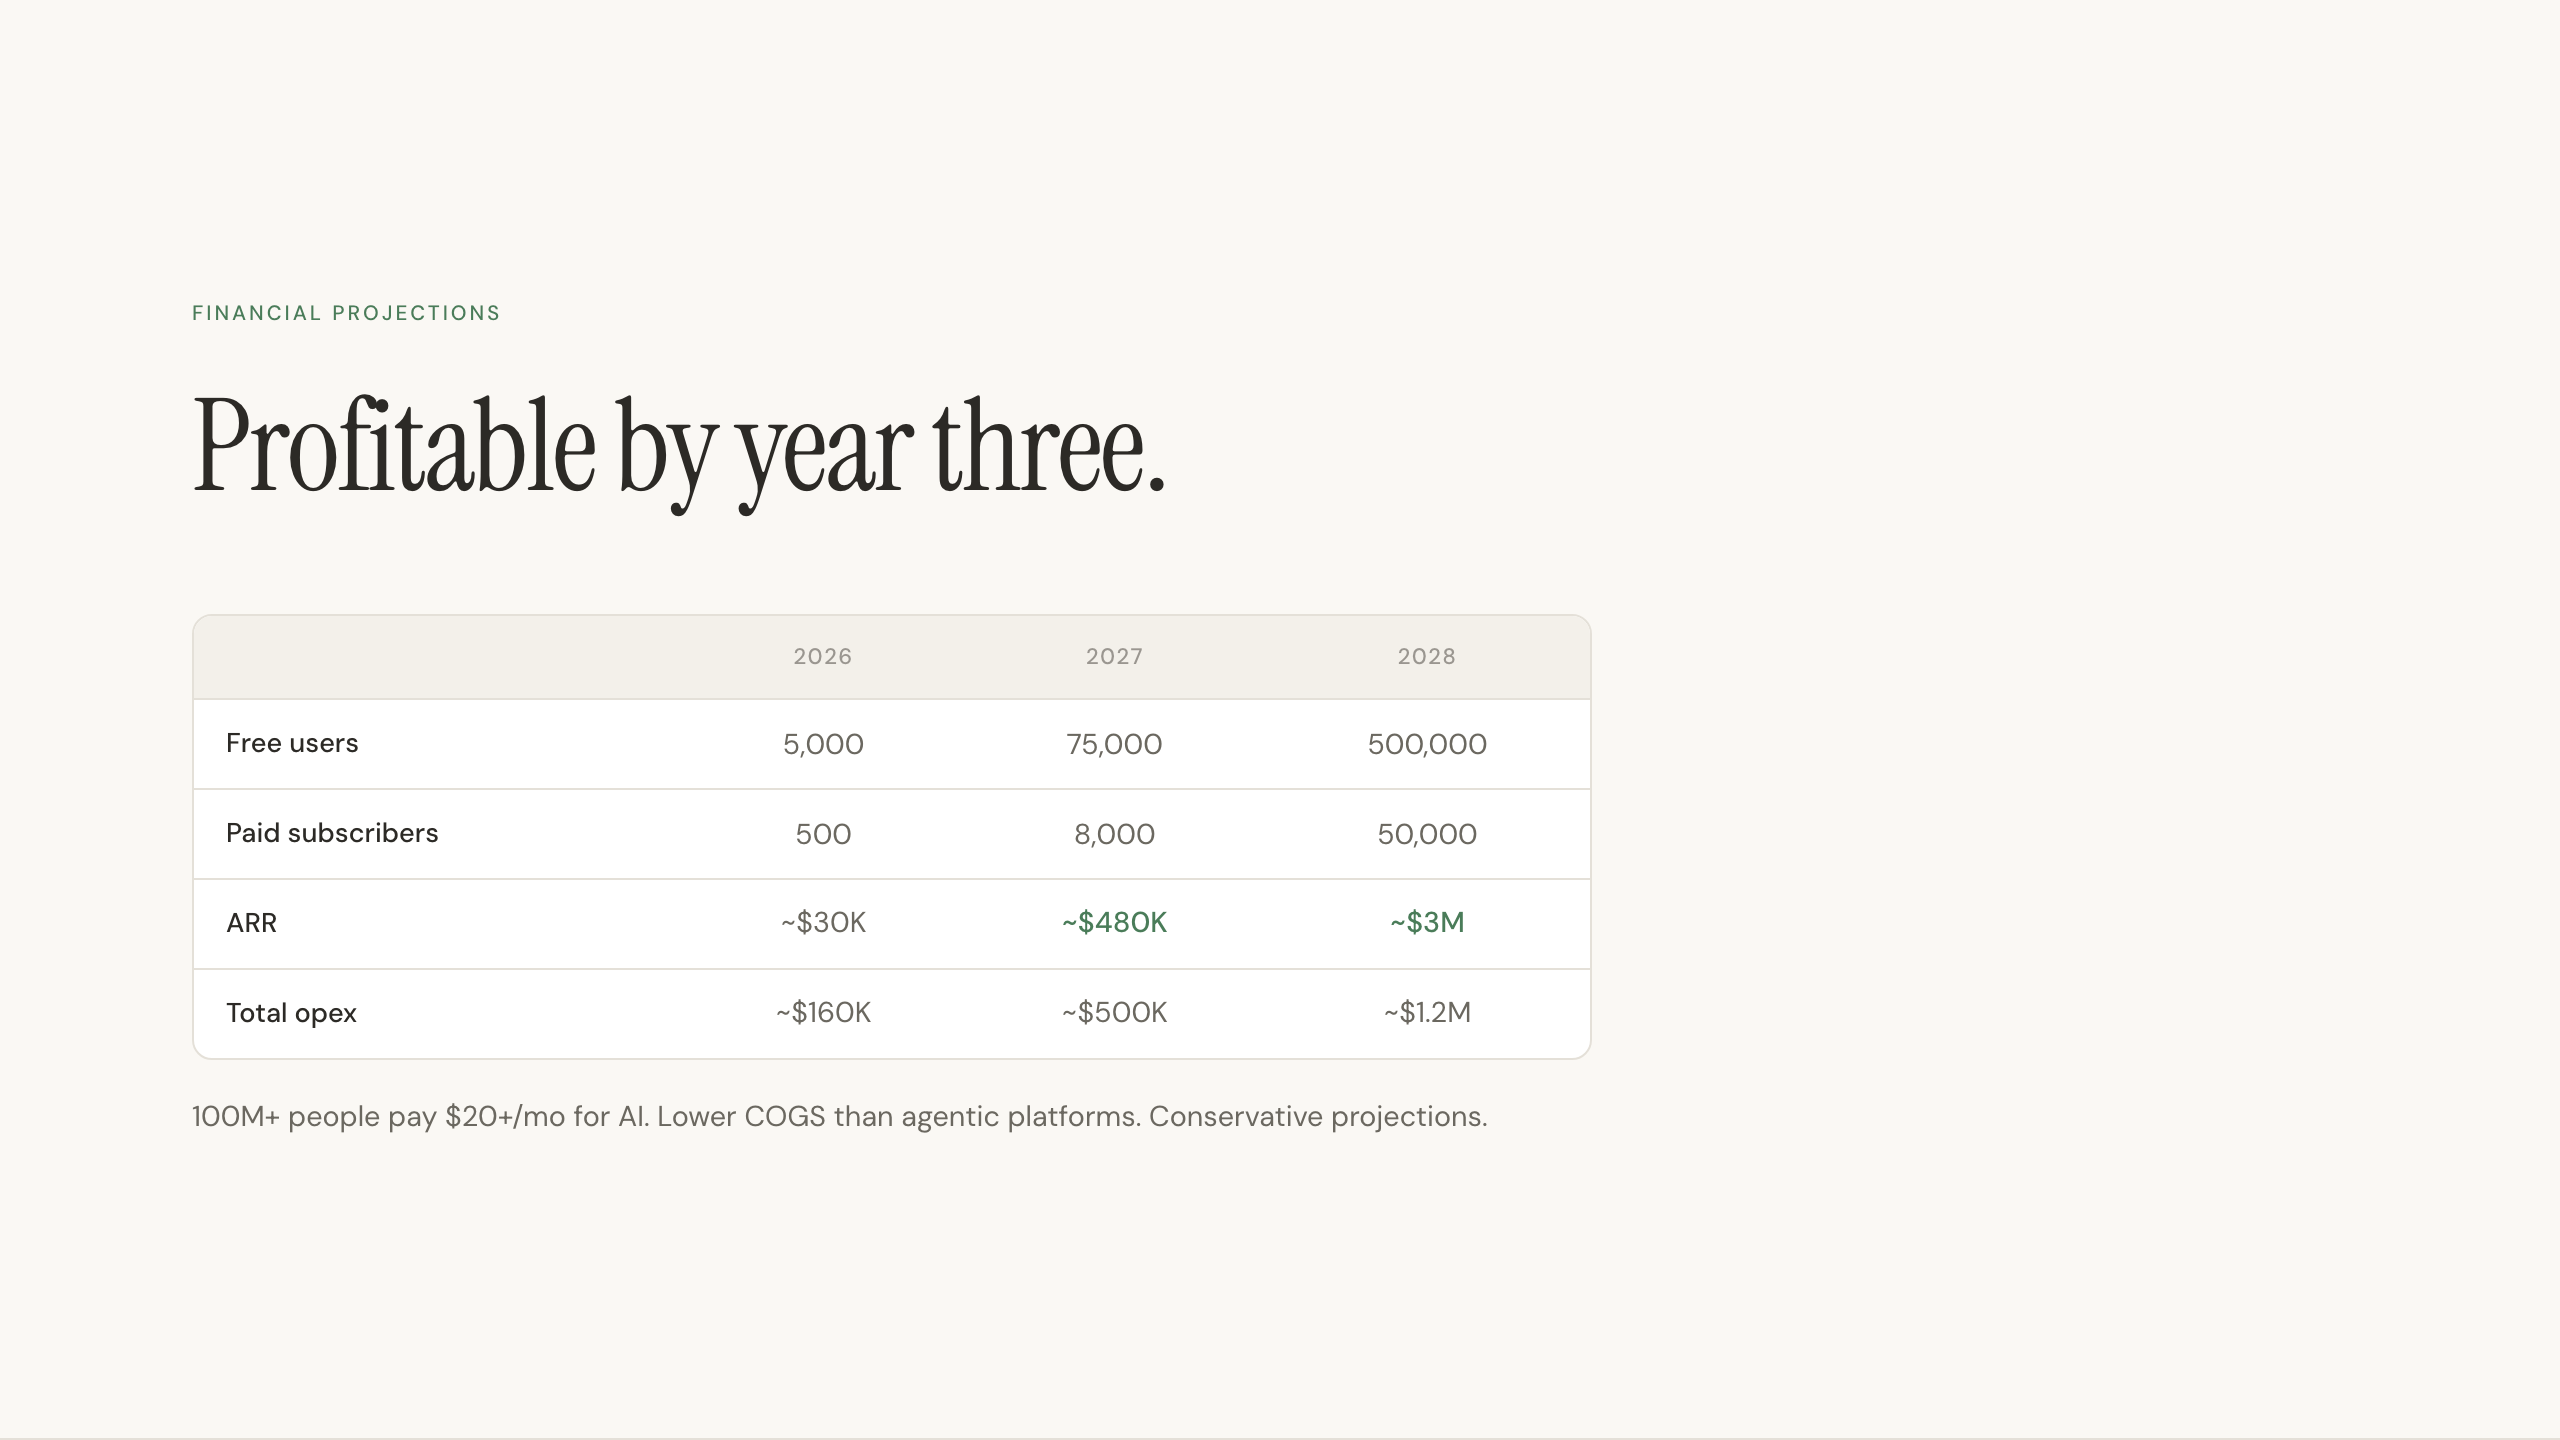 FINANCIAL PROJECTIONS
Profitable by year three.
2026 2027 2028
Free users 5,000 75,000 500,000
Paid subscribers 500 8,000 50,000
ARR ~$30K ~$480K ~$3M
Total opex ~$160K ~$500K ~$1.2M
100M+ people pay $20+/mo for AI. Lower COGS than agentic platforms. Conservative projections.